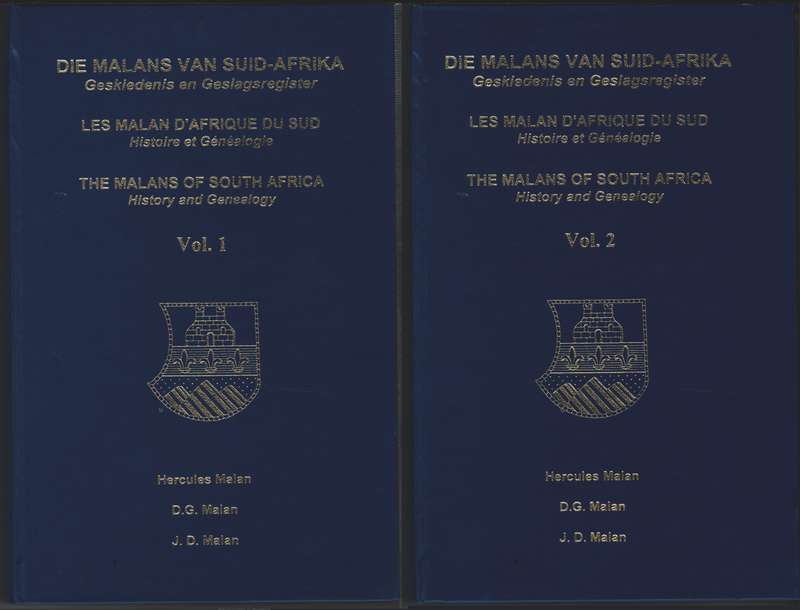 DIE MALANS VAN SUID-AFRIKA
Geskiedenis en Geslagsregister
LES MALAN D'AFRIQUE DU SUD
Histoire et Généalogie
THE MALANS OF SOUTH AFRICA
History and Genealogy
Vol. 1
Hercules Malan
D.G. Malan
J. D. Malan
DIE MALANS VAN SUID-AFRIKA
Geskiedenis en Geslagsregister
LES MALAN D'AFRIQUE DU SUD
Histoire et Généalogie
THE MALANS OF SOUTH AFRICA
History and Genealogy
Vol. 2
Hercules Malan
D.G. Malan
J. D. Malan